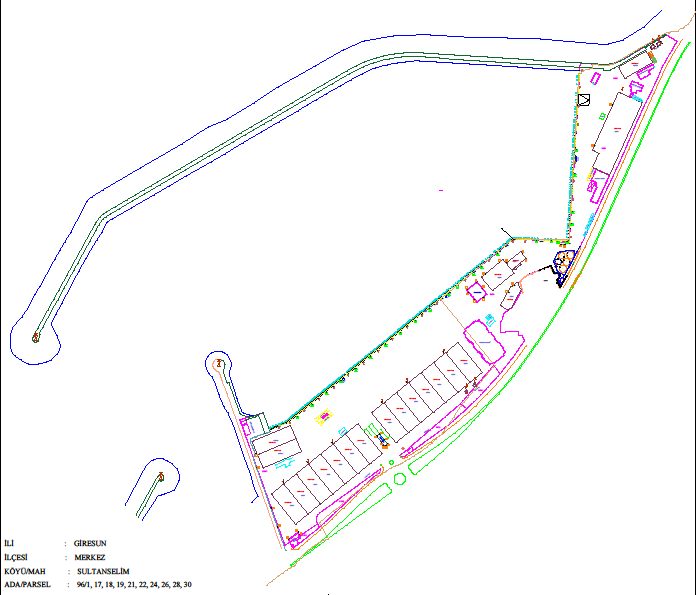 İLİ : GİRESUN
İLÇESİ : MERKEZ
KÖYÜ/MAH : SULTANSELİM
ADA/PARSEL : 96/1, 17, 18, 19, 21, 22, 24, 26, 28, 30